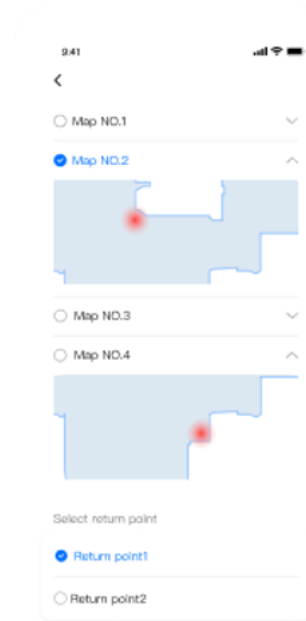 9:41
Map NO.1
Map NO.2
Map NO.3
Map NO.4
Select return point
Return point1
Return point2